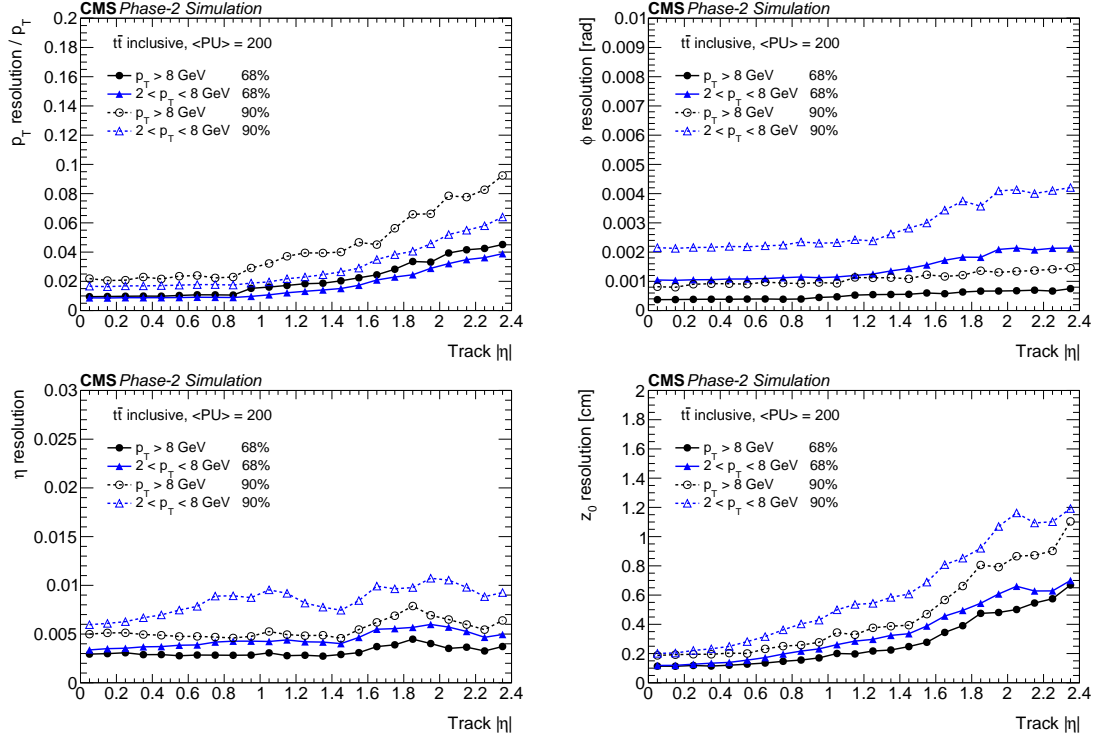 CMS Phase-2 Simulation
p_T resolution / p_T
0.2
0.18
0.16
0.14
0.12
0.1
0.08
0.06
0.04
0.02
0
tt̄ inclusive, <PU> = 200
p_T > 8 GeV 68%
2 < p_T < 8 GeV 68%
p_T > 8 GeV 90%
2 < p_T < 8 GeV 90%
0 0.2 0.4 0.6 0.8 1 1.2 1.4 1.6 1.8 2 2.2 2.4
Track |η|
CMS Phase-2 Simulation
ϕ resolution [rad]
0.01
0.009
0.008
0.007
0.006
0.005
0.004
0.003
0.002
0.001
0
tt̄ inclusive, <PU> = 200
p_T > 8 GeV 68%
2 < p_T < 8 GeV 68%
p_T > 8 GeV 90%
2 < p_T < 8 GeV 90%
0 0.2 0.4 0.6 0.8 1 1.2 1.4 1.6 1.8 2 2.2 2.4
Track |η|
CMS Phase-2 Simulation
η resolution
0.03
0.025
0.02
0.015
0.01
0.005
0
tt̄ inclusive, <PU> = 200
p_T > 8 GeV 68%
2 < p_T < 8 GeV 68%
p_T > 8 GeV 90%
2 < p_T < 8 GeV 90%
0 0.2 0.4 0.6 0.8 1 1.2 1.4 1.6 1.8 2 2.2 2.4
Track |η|
CMS Phase-2 Simulation
z_0 resolution [cm]
2
1.8
1.6
1.4
1.2
1
0.8
0.6
0.4
0.2
0
tt̄ inclusive, <PU> = 200
p_T > 8 GeV 68%
2 < p_T < 8 GeV 68%
p_T > 8 GeV 90%
2 < p_T < 8 GeV 90%
0 0.2 0.4 0.6 0.8 1 1.2 1.4 1.6 1.8 2 2.2 2.4
Track |η|